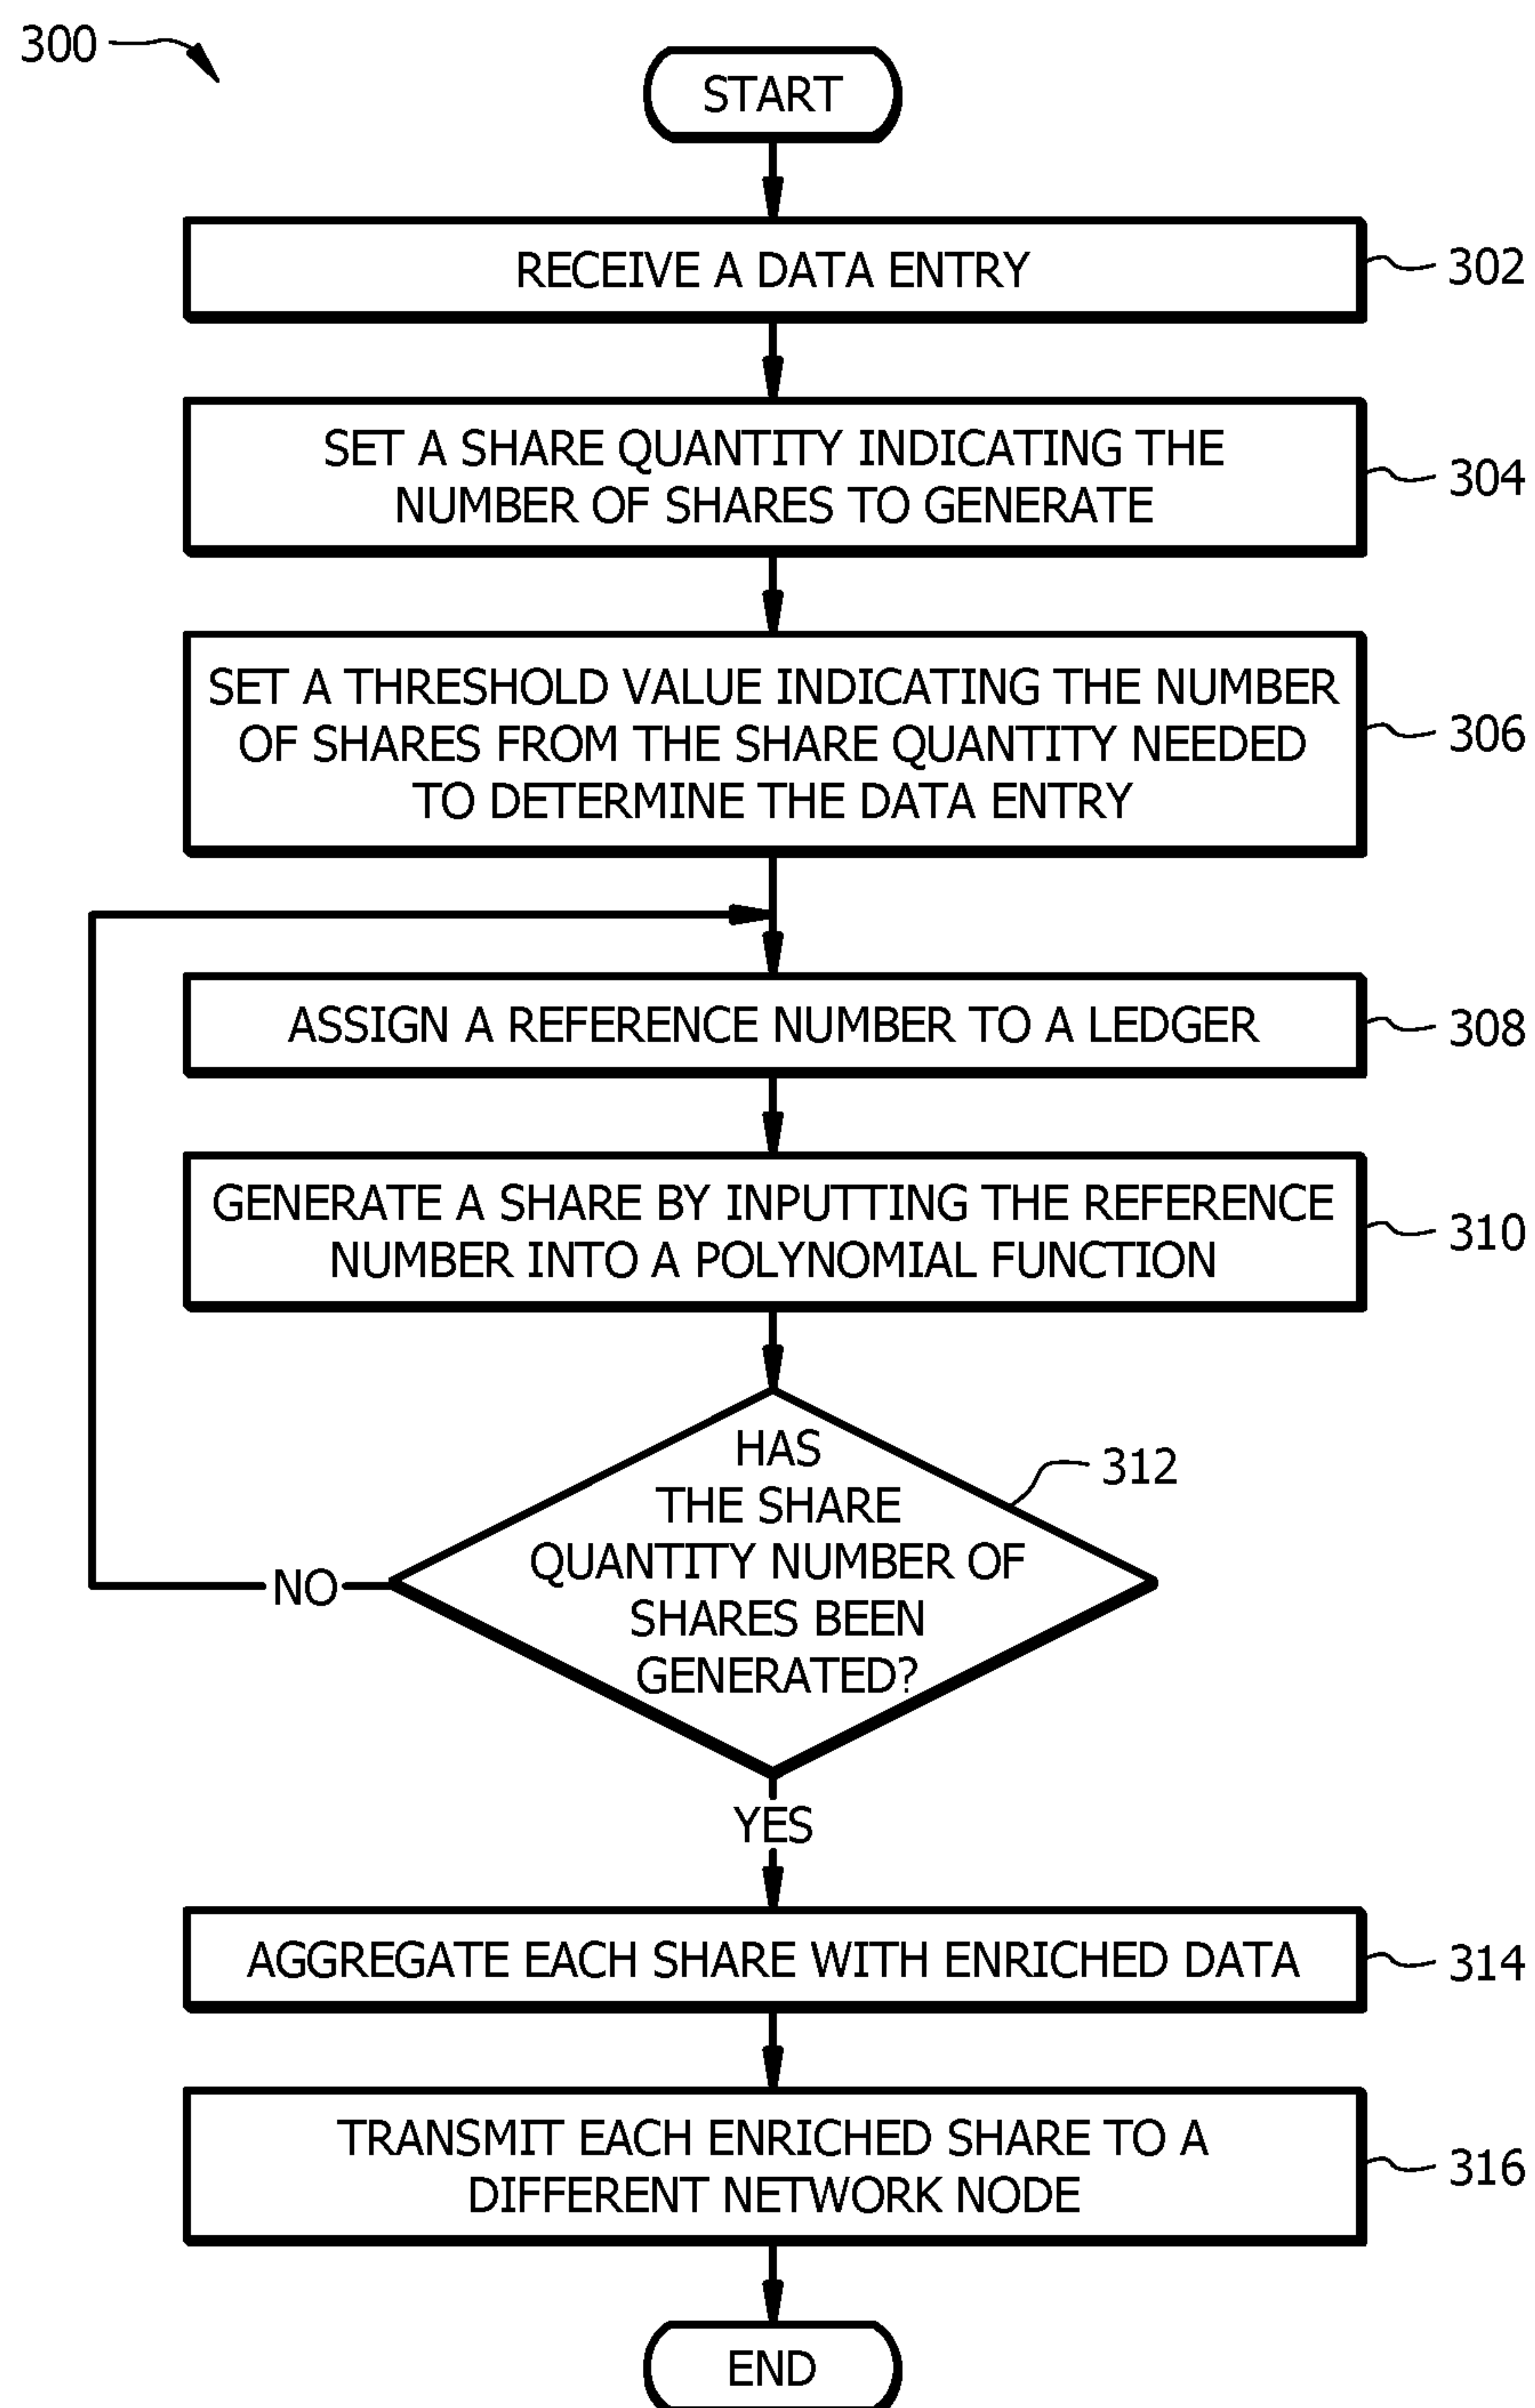 300
START
RECEIVE A DATA ENTRY
302
SET A SHARE QUANTITY INDICATING THE
NUMBER OF SHARES TO GENERATE
304
SET A THRESHOLD VALUE INDICATING THE NUMBER
OF SHARES FROM THE SHARE QUANTITY NEEDED
TO DETERMINE THE DATA ENTRY
306
ASSIGN A REFERENCE NUMBER TO A LEDGER
308
GENERATE A SHARE BY INPUTTING THE REFERENCE
NUMBER INTO A POLYNOMIAL FUNCTION
310
HAS
THE SHARE
QUANTITY NUMBER OF
SHARES BEEN
GENERATED?
312
NO
YES
AGGREGATE EACH SHARE WITH ENRICHED DATA
314
TRANSMIT EACH ENRICHED SHARE TO A
DIFFERENT NETWORK NODE
316
END